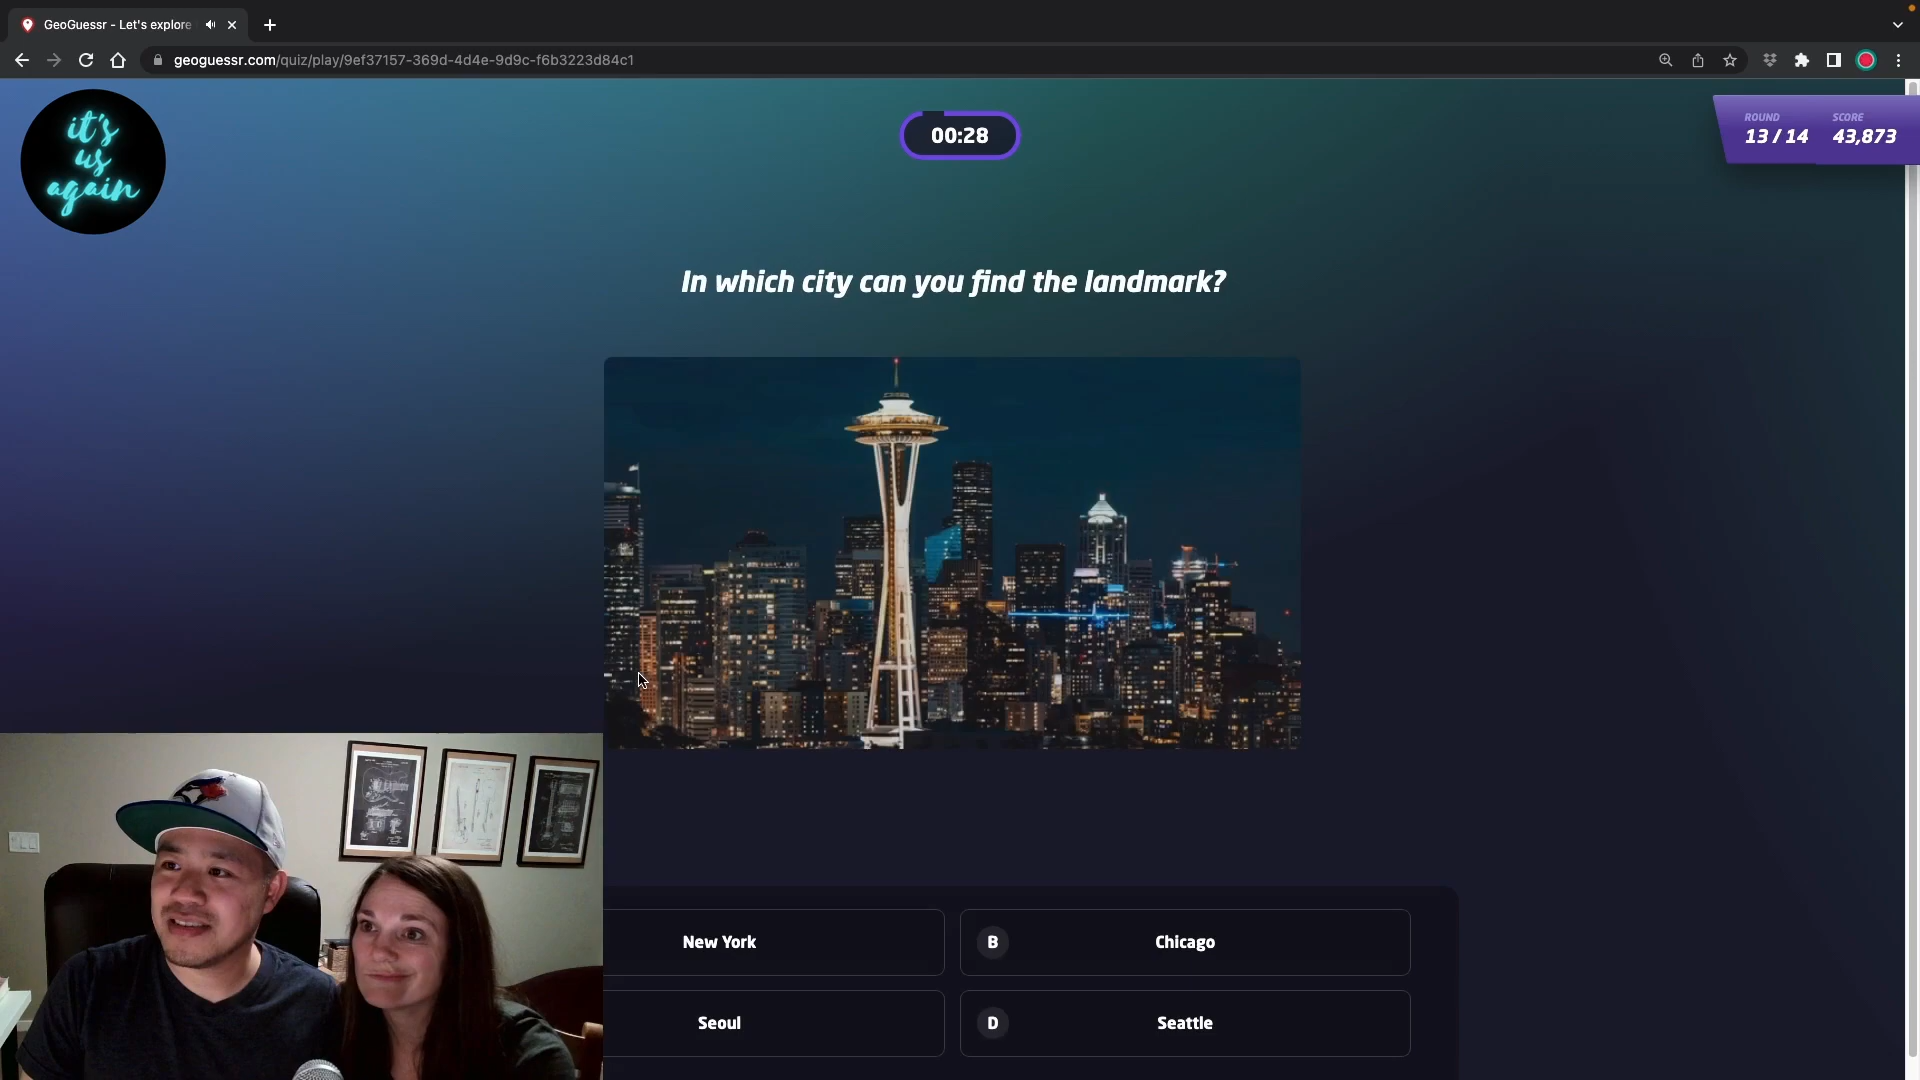 GeoGuessr - Let's explore
geoguessr.com/quiz/play/9ef37157-369d-4d4e-9d9c-f6b3223d84c1
it's
us
again
00:28
ROUND
13 / 14
SCORE
43,873
In which city can you find the landmark?
New York
B
Chicago
Seoul
D
Seattle